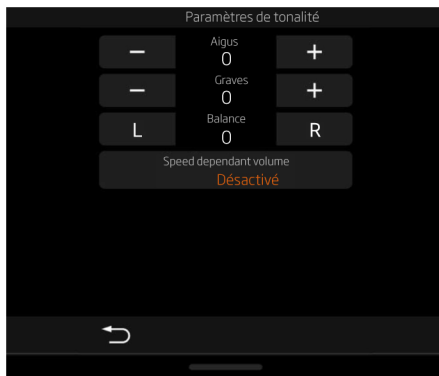 Paramètres de tonalité
Aigus
− 0 +
Graves
− 0 +
Balance
L 0 R
Speed dependant volume
Désactivé